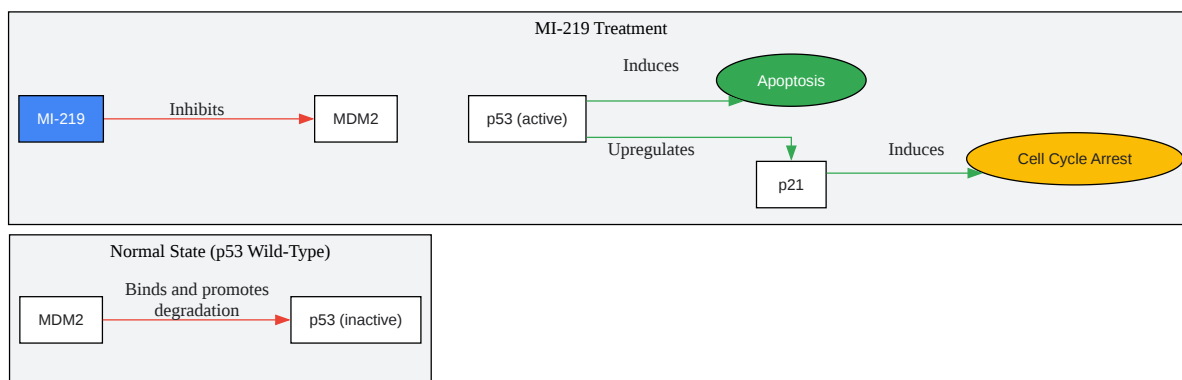 MI-219 Treatment
Induces
Apoptosis
MI-219
Inhibits
MDM2
p53 (active)
Upregulates
Induces
Cell Cycle Arrest
p21
Normal State (p53 Wild-Type)
Binds and promotes
degradation
MDM2
p53 (inactive)